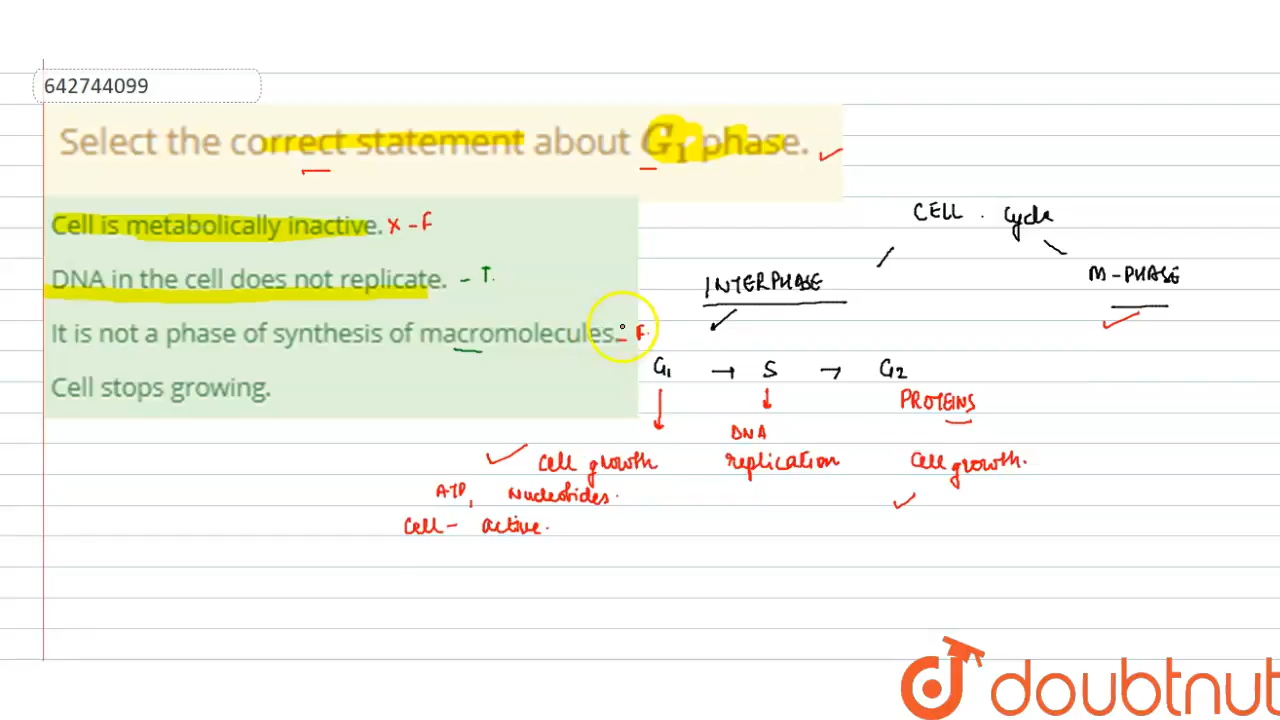 642744099
Select the correct statement about G₁ phase.
Cell is metabolically inactive. x - F
DNA in the cell does not replicate. - T.
It is not a phase of synthesis of macromolecules. - F.
Cell stops growing.
CELL . Cycle
INTERPHASE
M-PHASE
G₁ → S → G2
PROTEINS
DNA
Cell growth
replication
Cell growth.
ATP, Nucleotides.
Cell - active.
doubtnut